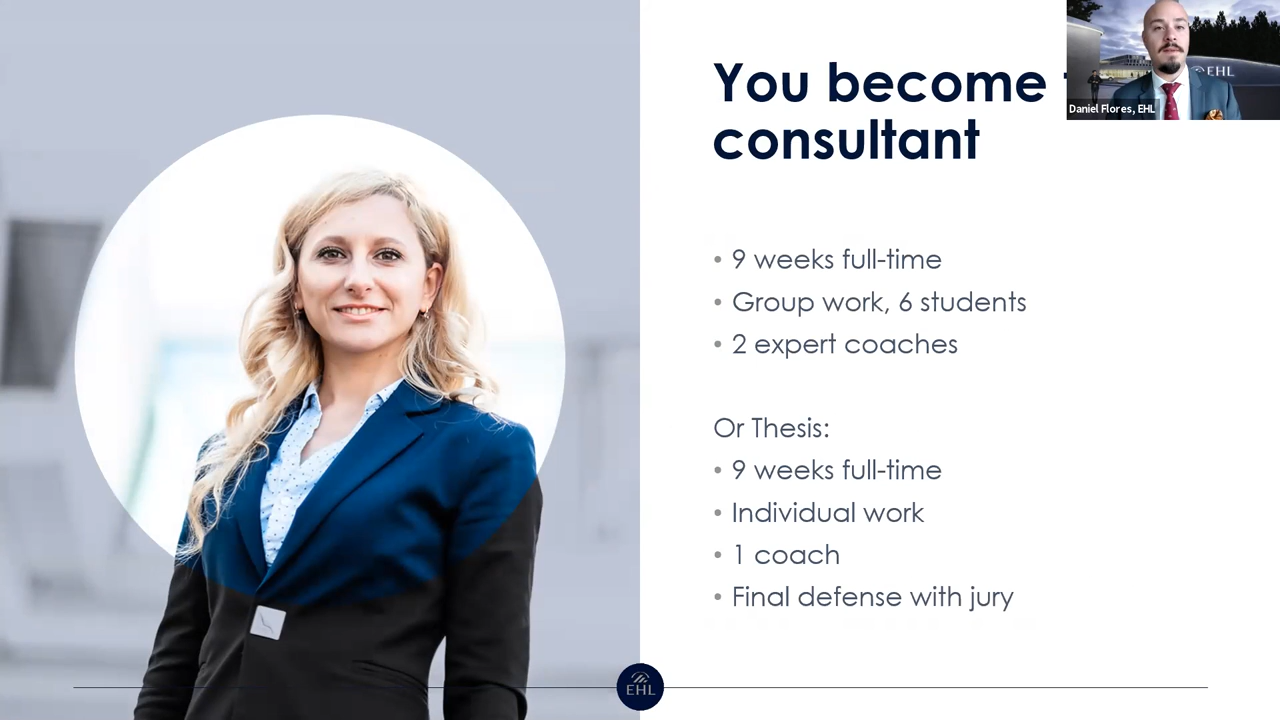 You become
consultant
EHL
Daniel Flores, EHL
• 9 weeks full-time
• Group work, 6 students
• 2 expert coaches
Or Thesis:
• 9 weeks full-time
• Individual work
• 1 coach
• Final defense with jury
EHL